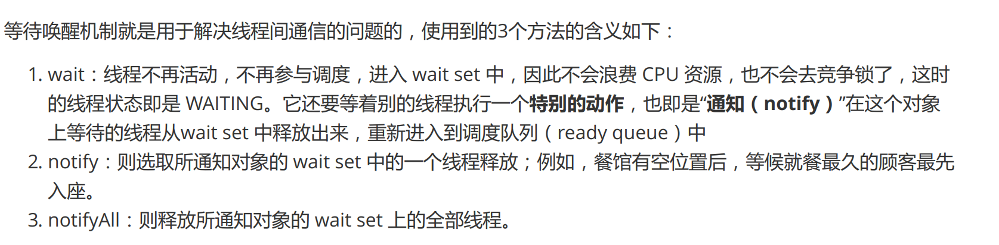 等待唤醒机制就是用于解决线程间通信的问题的，使用到的3个方法的含义如下：
1. wait：线程不再活动，不再参与调度，进入 wait set 中，因此不会浪费 CPU 资源，也不会去竞争锁了，这时
的线程状态即是 WAITING。它还要等着别的线程执行一个特别的动作，也即是“通知（notify）”在这个对象
上等待的线程从wait set 中释放出来，重新进入到调度队列（ready queue）中
2. notify：则选取所通知对象的 wait set 中的一个线程释放；例如，餐馆有空位置后，等候就餐最久的顾客最先
入座。
3. notifyAll：则释放所通知对象的 wait set 上的全部线程。